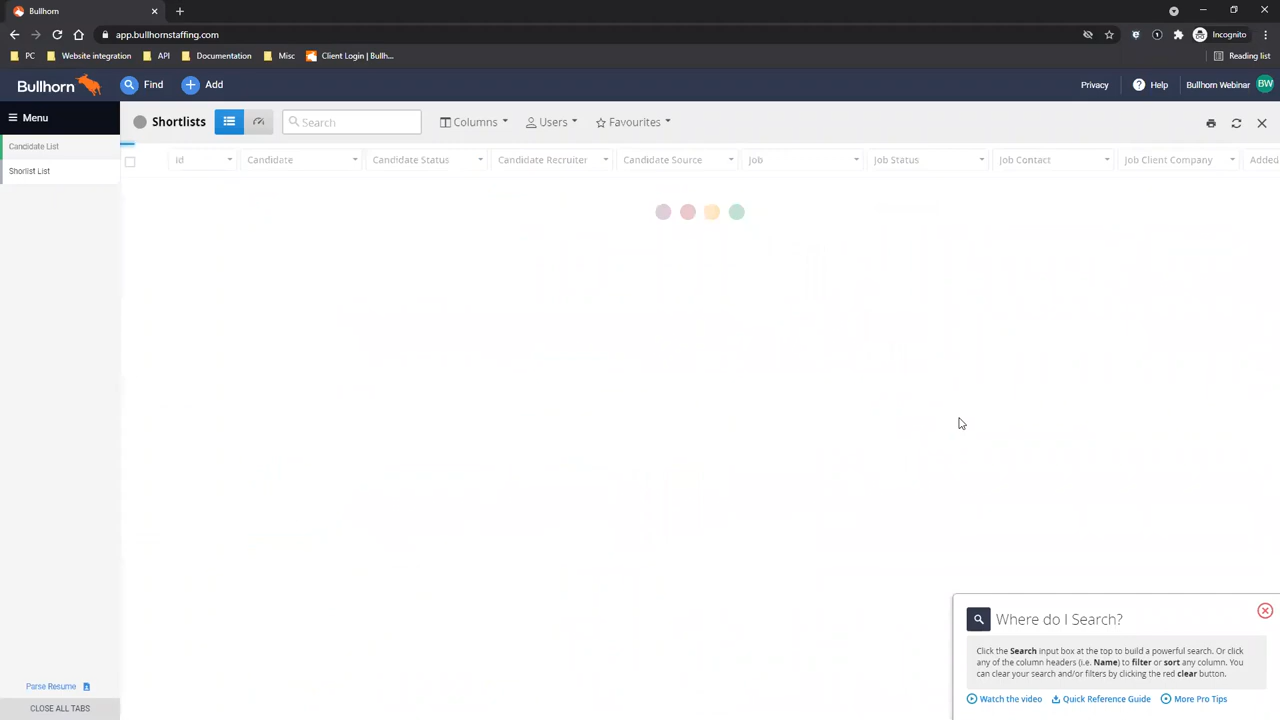 Bullhorn
app.bullhornstaffing.com
Incognito
PC
Website integration
API
Documentation
Misc
Client Login | Bullh...
Reading list
Bullhorn
Find
Add
Privacy
Help
Bullhorn Webinar
BW
Menu
Shortlists
Search
Columns
Users
Favourites
Candidate List
Shorlist List
id
Candidate
Candidate Status
Candidate Recruiter
Candidate Source
Job
Job Status
Job Contact
Job Client Company
Added
Where do I Search?
Click the Search input box at the top to build a powerful search. Or click
any of the column headers (i.e. Name) to filter or sort any column. You
can clear your search and/or filters by clicking the red clear button.
Watch the video
Quick Reference Guide
More Pro Tips
Parse Resume
CLOSE ALL TABS